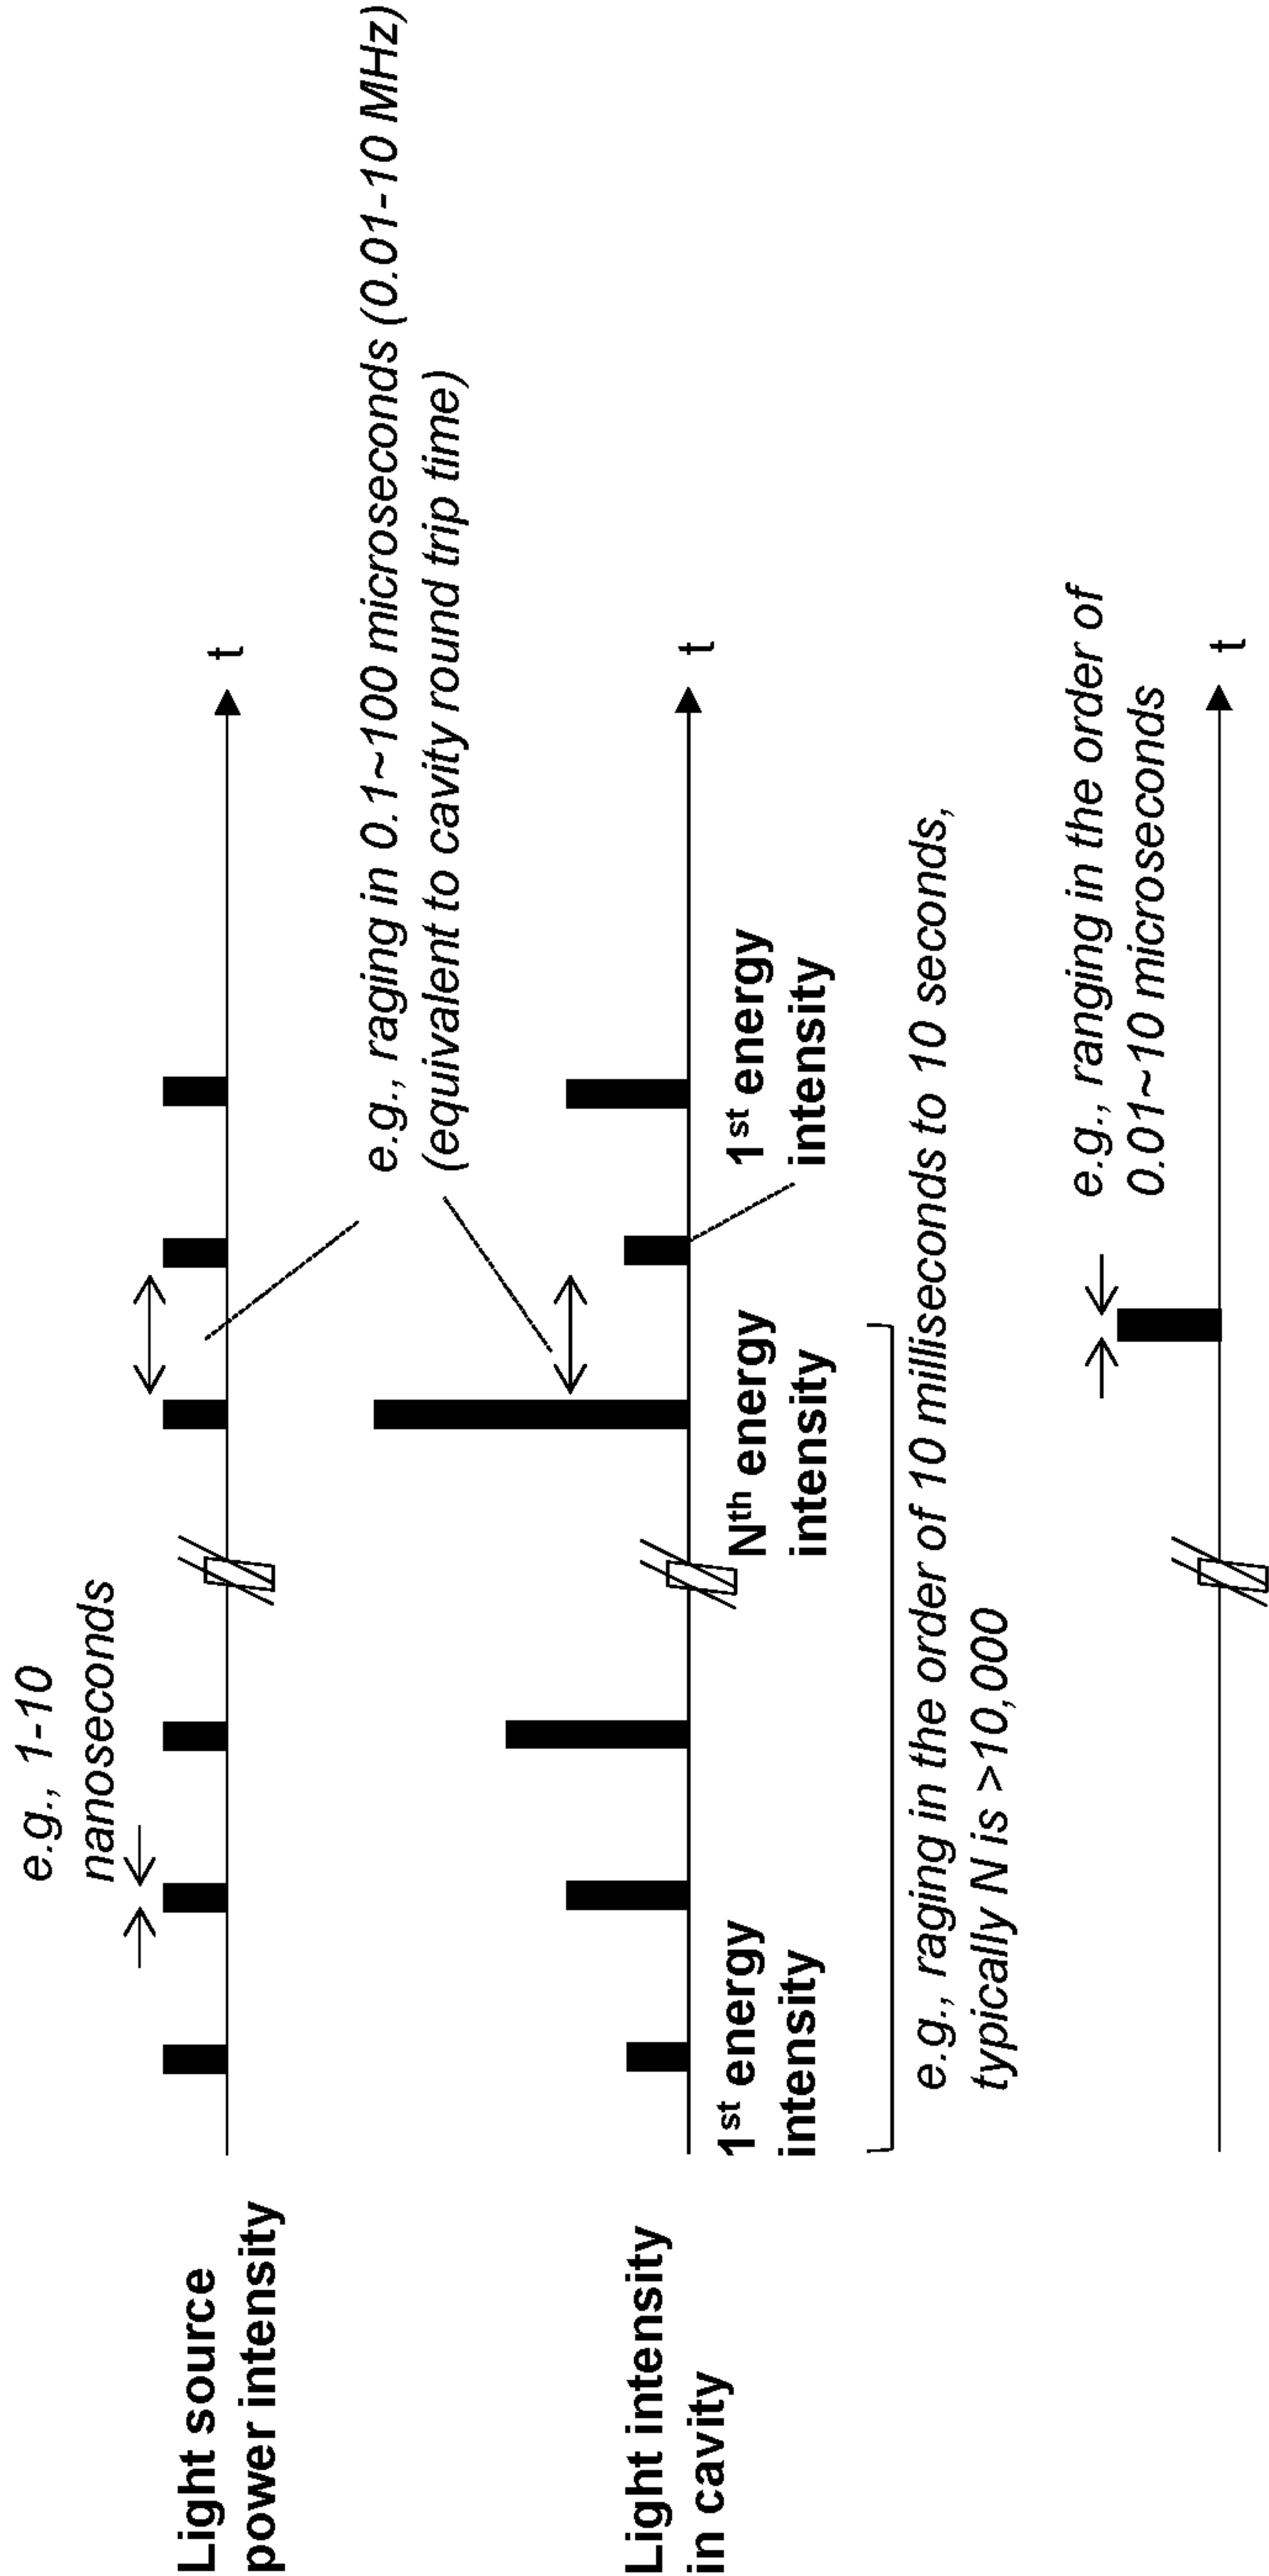 e.g., 1-10
nanoseconds
Light source
power intensity
t
e.g., raging in 0.1~100 microseconds (0.01-10 MHz)
(equivalent to cavity round trip time)
Light intensity
in cavity
t
1st energy
intensity
Nth energy
intensity
1st energy
intensity
e.g., raging in the order of 10 milliseconds to 10 seconds,
typically N is >10,000
e.g., ranging in the order of
0.01~10 microseconds
t